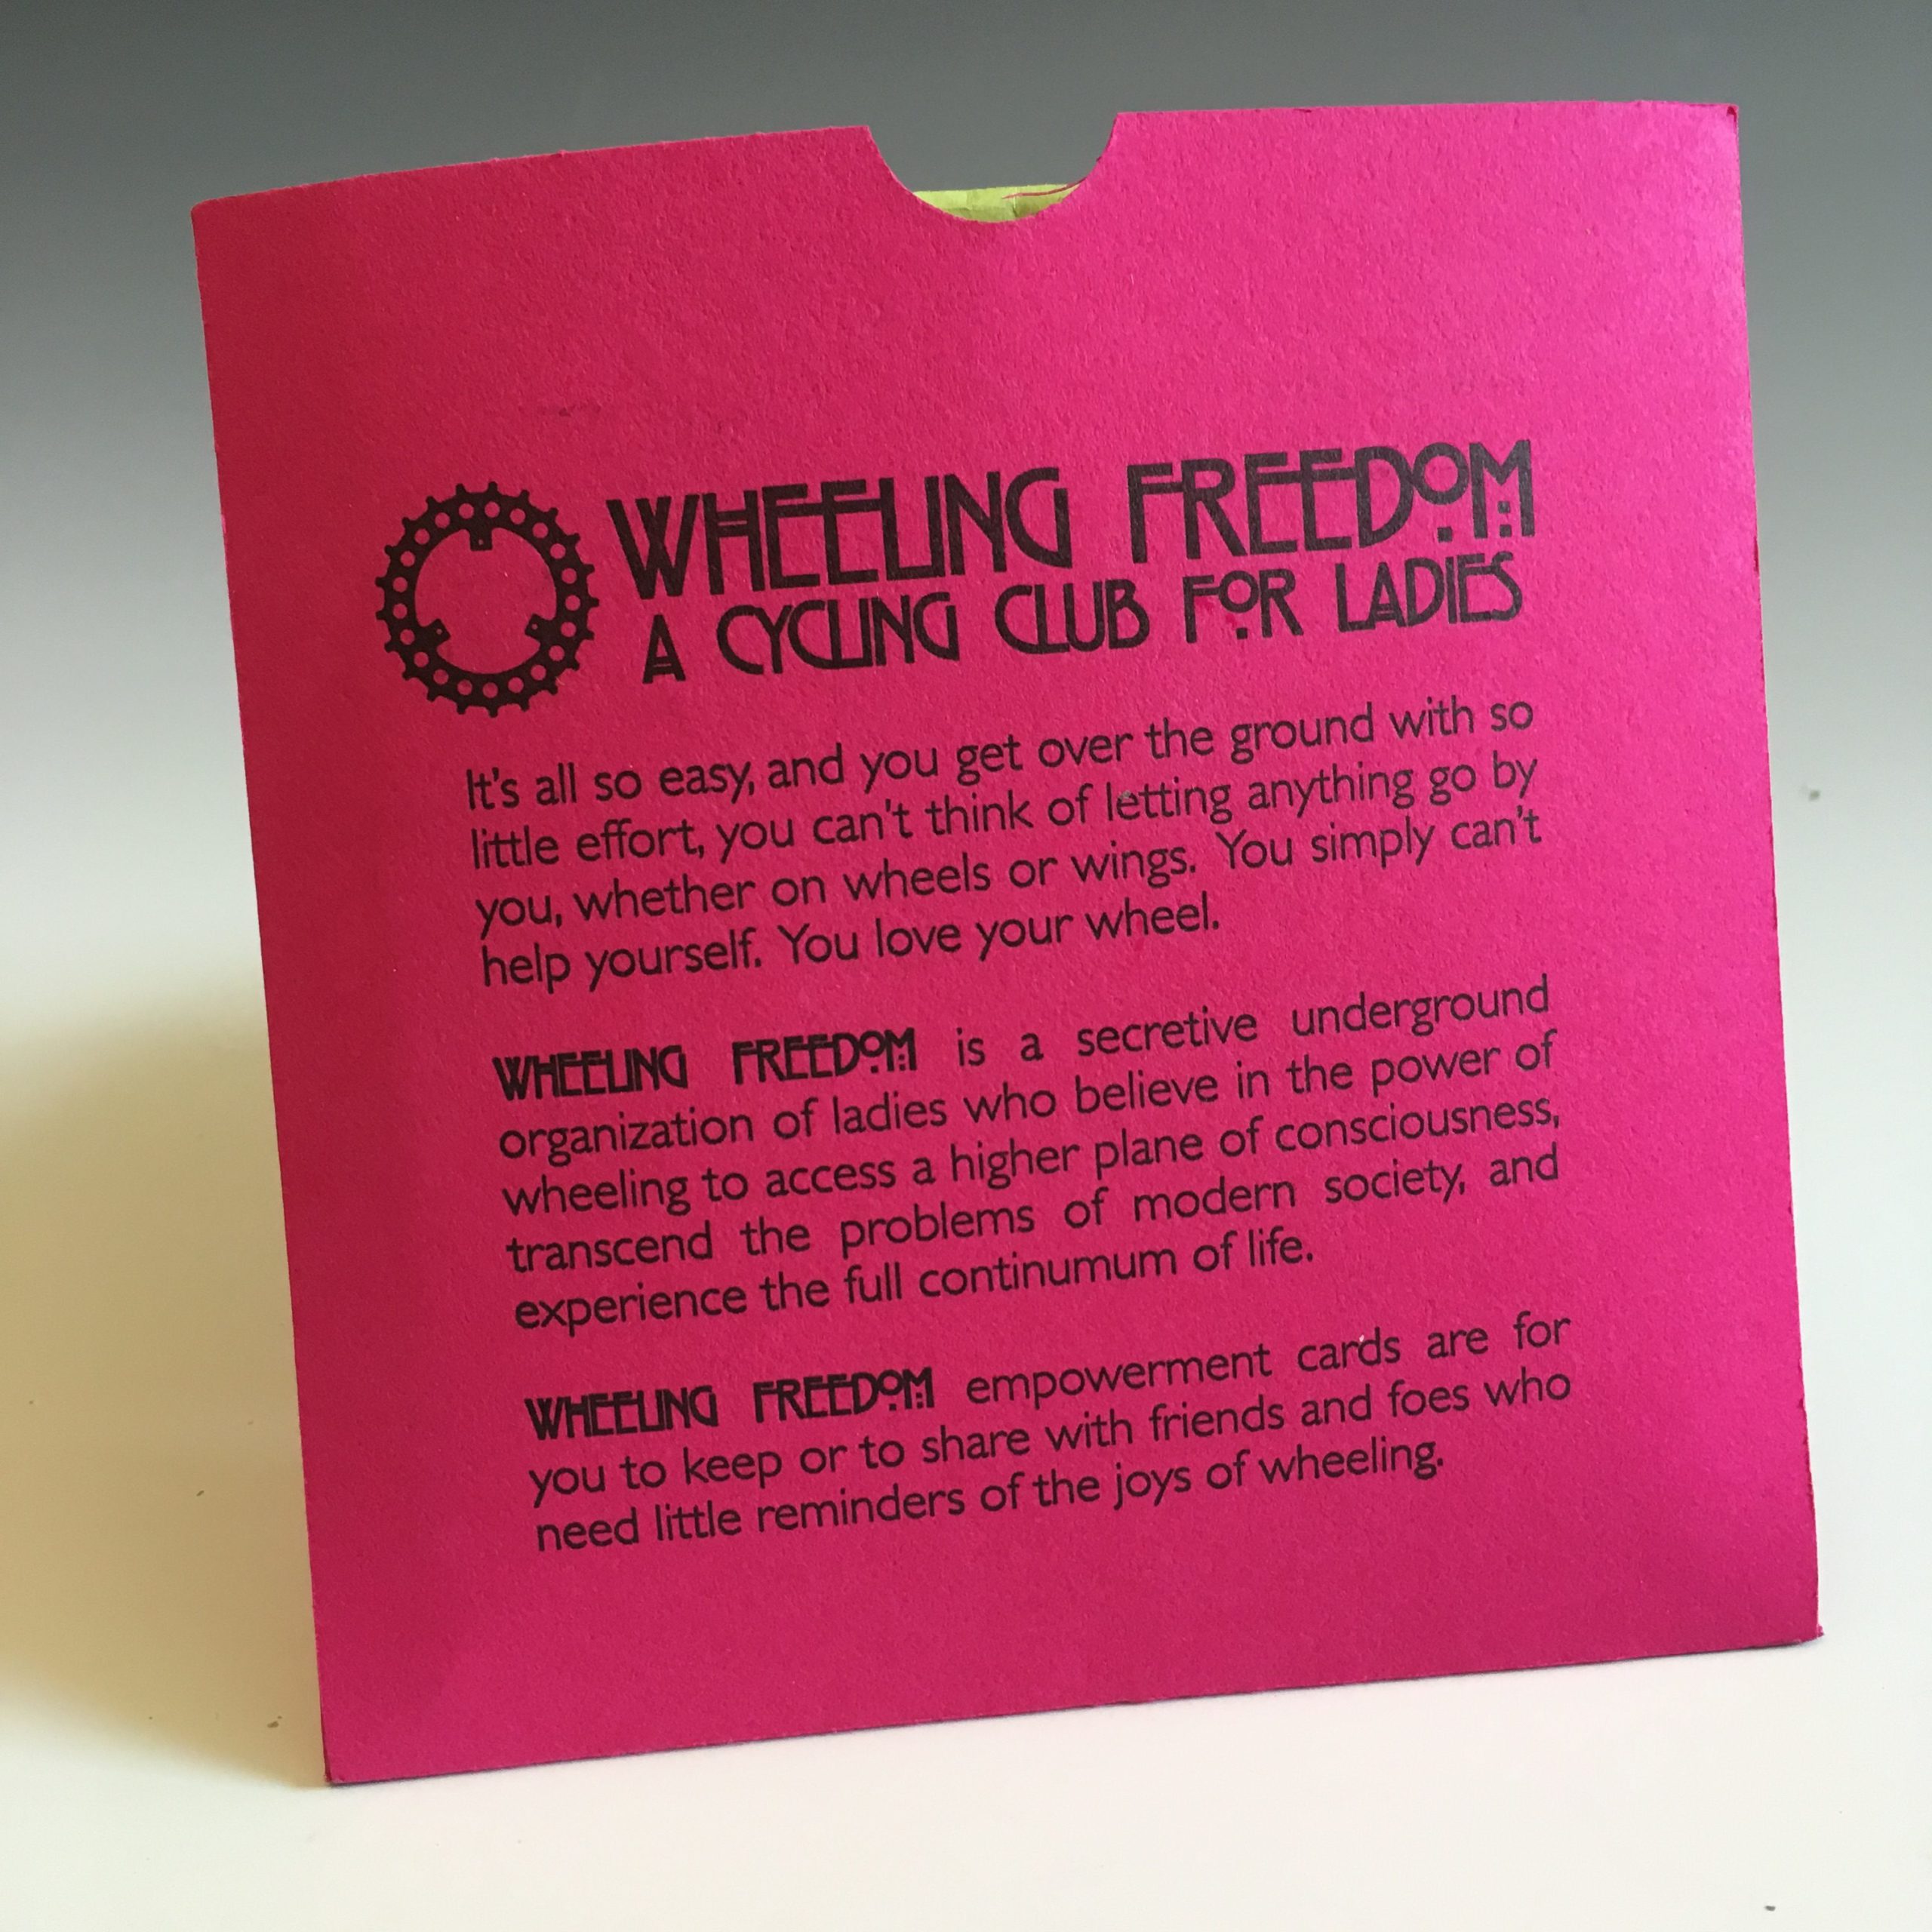 WHEELING FREEDOM
A CYCLING CLUB FOR LADIES
It's all so easy, and you get over the ground with so
little effort, you can't think of letting anything go by
you, whether on wheels or wings. You simply can't
help yourself. You love your wheel.
WHEELING FREEDOM is a secretive underground
organization of ladies who believe in the power of
wheeling to access a higher plane of consciousness,
transcend the problems of modern society, and
experience the full continumum of life.
WHEELING FREEDOM empowerment cards are for
you to keep or to share with friends and foes who
need little reminders of the joys of wheeling.